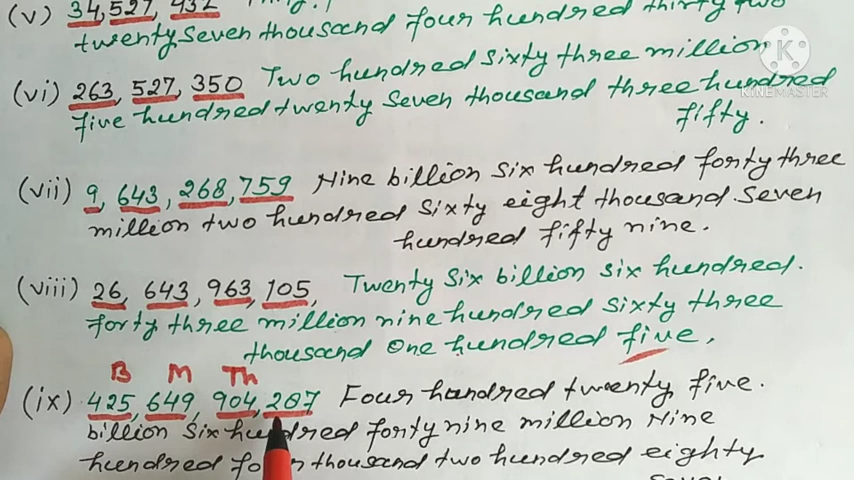 (v) 34,527,432
twenty seven thousand four hundred thirty two
(vi) 263, 527, 350 Two hundred sixty three million
five hundred twenty seven thousand three hundred
fifty.
(vii) 9, 643, 268, 759 Nine billion six hundred forty three
million two hundred sixty eight thousand seven
hundred fifty nine.
(viii) 26, 643, 963, 105, Twenty six billion six hundred.
forty three million nine hundred sixty three
thousand one hundred five,
B M Th
(ix) 425, 649, 904, 287 Four hundred twenty five.
billion six hundred forty nine million Nine
hundred four thousand two hundred eighty
KINEMASTER